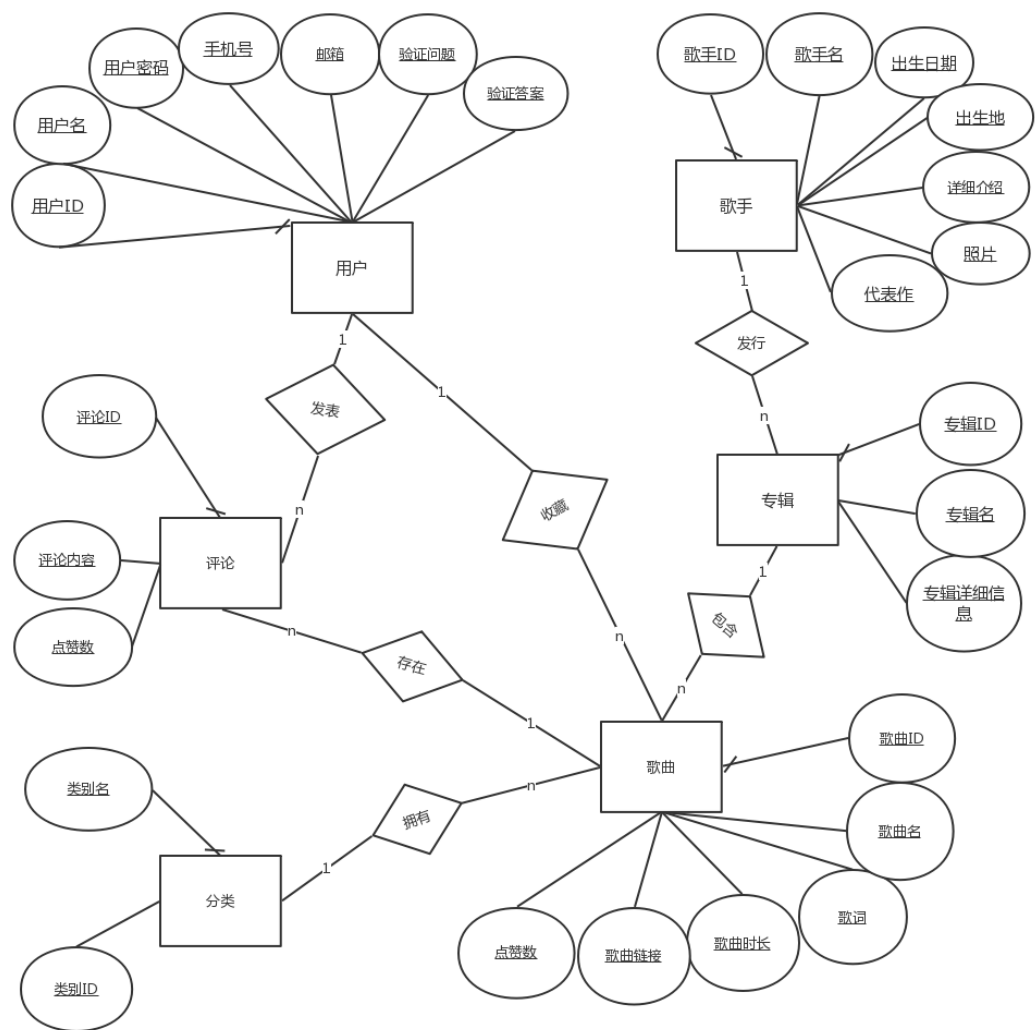 手机号
邮箱
验证问题
用户密码
验证答案
用户名
用户ID
用户
歌手ID
歌手名
出生日期
出生地
详细介绍
照片
代表作
歌手
1
发行
n
1
发表
n
1
收藏
n
评论ID
评论内容
点赞数
评论
专辑ID
专辑名
专辑详细信
息
专辑
1
包含
n
n
存在
1
类别名
类别ID
分类
1
拥有
n
歌曲
歌曲ID
歌曲名
歌词
歌曲时长
歌曲链接
点赞数